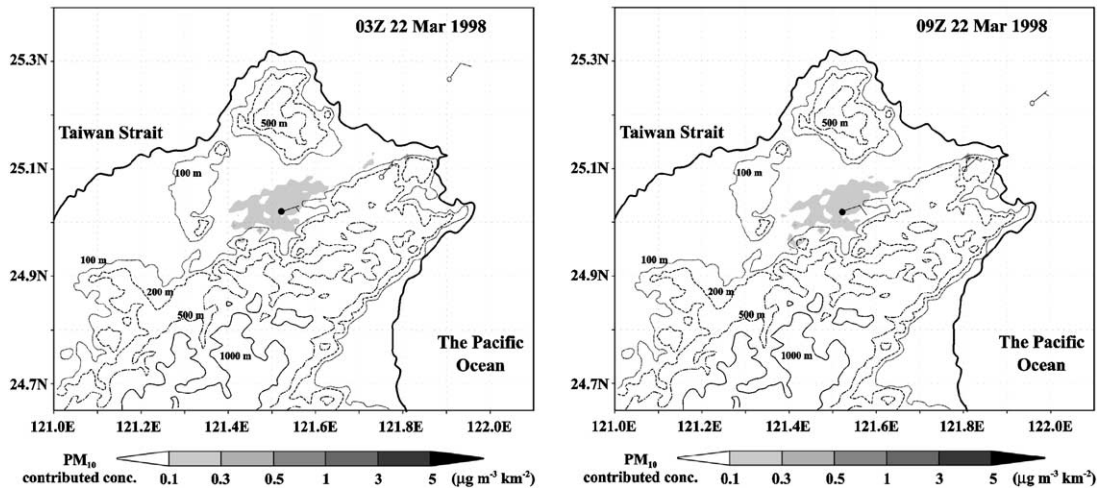 03Z 22 Mar 1998
25.3N
Taiwan Strait
500 m
25.1N
100 m
24.9N
100 m
200 m
500 m
1000 m
The Pacific
Ocean
24.7N
121.0E 121.2E 121.4E 121.6E 121.8E 122.0E
PM₁₀
contributed conc.
0.1 0.3 0.5 1 3 5 (μg m⁻³ km⁻²)
09Z 22 Mar 1998
25.3N
Taiwan Strait
500 m
25.1N
100 m
24.9N
100 m
200 m
500 m
1000 m
The Pacific
Ocean
24.7N
121.0E 121.2E 121.4E 121.6E 121.8E 122.0E
PM₁₀
contributed conc.
0.1 0.3 0.5 1 3 5 (μg m⁻³ km⁻²)